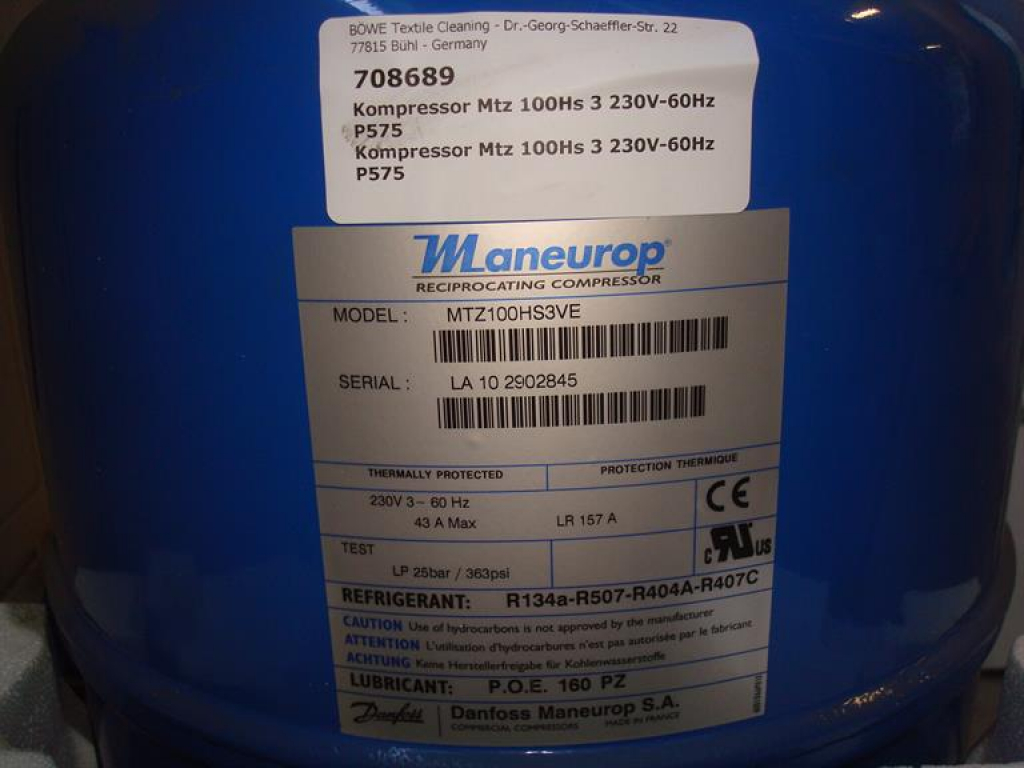 BÖWE Textile Cleaning - Dr.-Georg-Schaeffler-Str. 22
77815 Bühl - Germany
708689
Kompressor Mtz 100Hs 3 230V-60Hz
P575
Kompressor Mtz 100Hs 3 230V-60Hz
P575
Maneurop®
RECIPROCATING COMPRESSOR
MODEL : MTZ100HS3VE
SERIAL : LA 10 2902845
THERMALLY PROTECTED PROTECTION THERMIQUE
230V 3~ 60 Hz
43 A Max LR 157 A
CE
TEST
c RU US
LP 25bar / 363psi
REFRIGERANT: R134a-R507-R404A-R407C
CAUTION Use of hydrocarbons is not approved by the manufacturer
ATTENTION L'utilisation d'hydrocarbures n'est pas autorisée par le fabricant
ACHTUNG Keine Herstellerfreigabe für Kohlenwasserstoffe
LUBRICANT: P.O.E. 160 PZ
Danfoss Danfoss Maneurop S.A.
COMMERCIAL COMPRESSORS MADE IN FRANCE